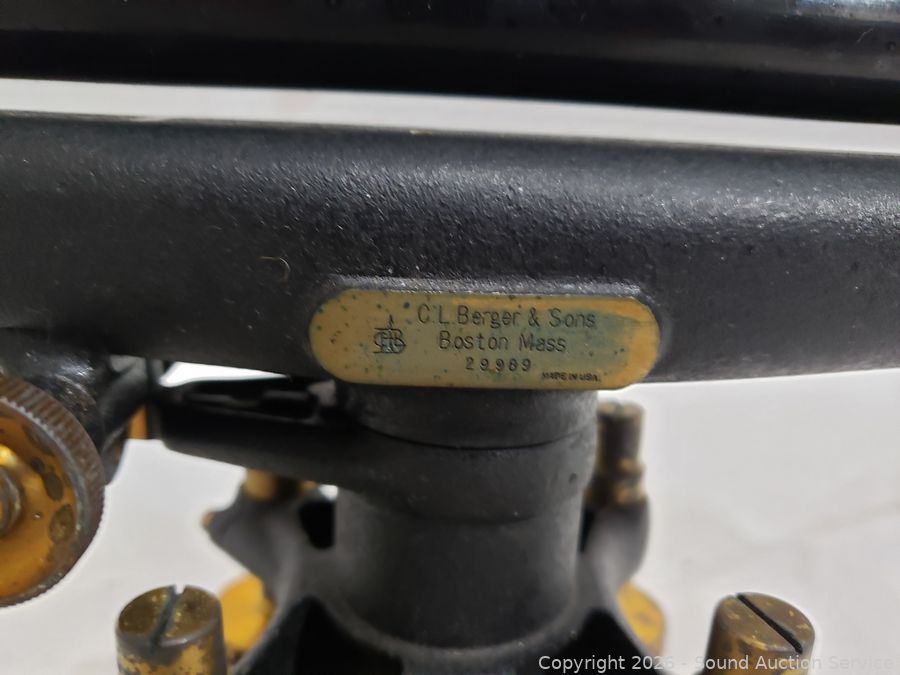 C.L. Berger & Sons
Boston Mass
29989
MADE IN USA.
Copyright 2026 - Sound Auction Service